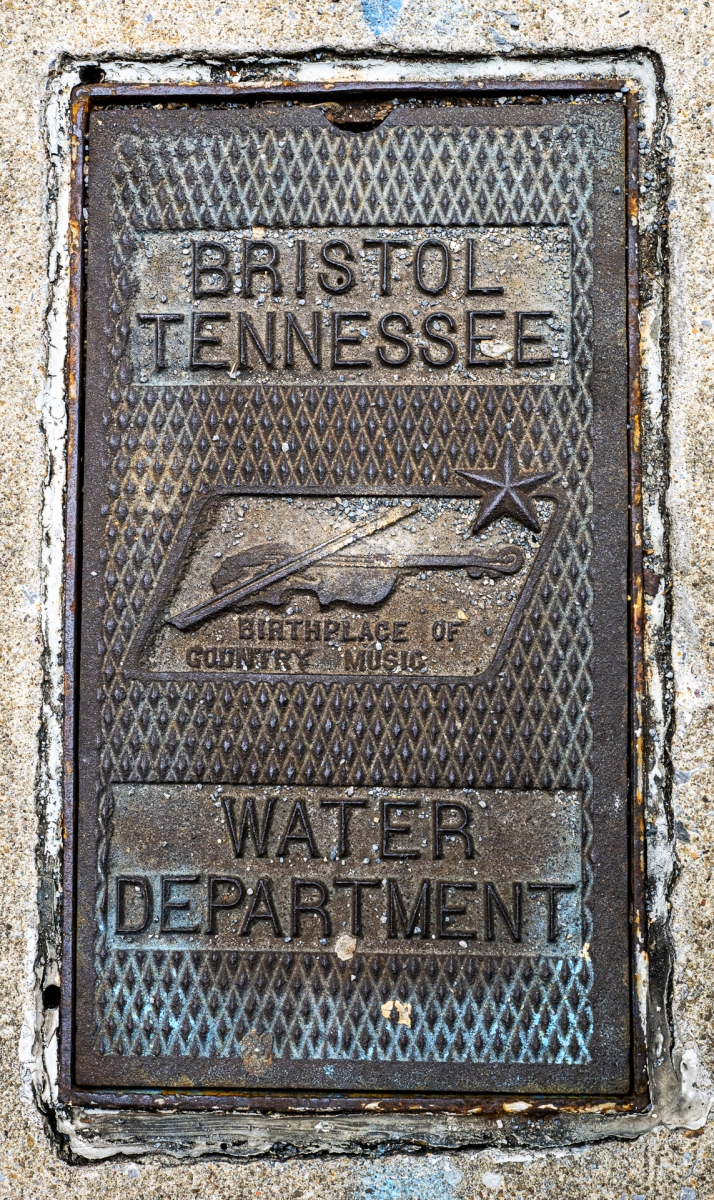 BRISTOL
TENNESSEE
BIRTHPLACE OF
COUNTRY MUSIC
WATER
DEPARTMENT